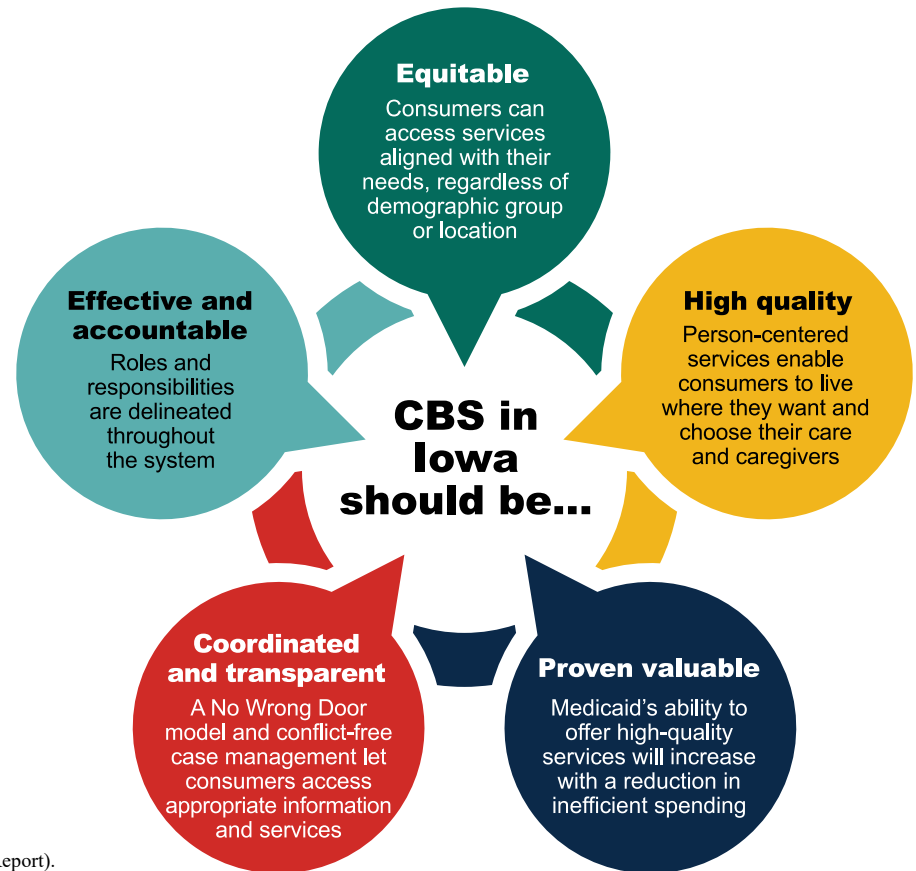 Equitable
Consumers can
access services
aligned with their
needs, regardless of
demographic group
or location
Effective and
accountable
Roles and
responsibilities
are delineated
throughout
the system
High quality
Person-centered
services enable
consumers to live
where they want and
choose their care
and caregivers
CBS in
Iowa
should be...
Coordinated
and transparent
A No Wrong Door
model and conflict-free
case management let
consumers access
appropriate information
and services
Proven valuable
Medicaid’s ability to
offer high-quality
services will increase
with a reduction in
inefficient spending